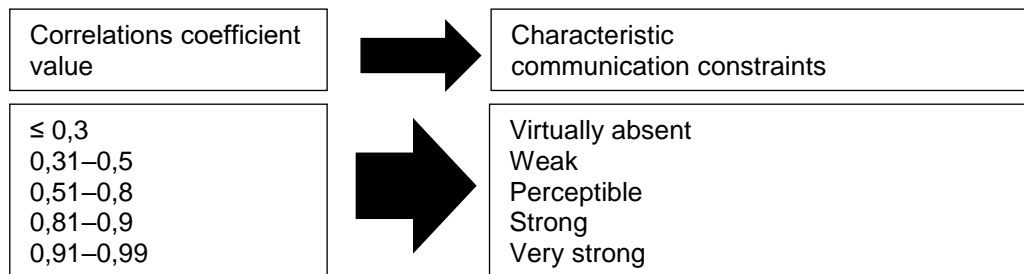 Correlations coefficient
value
Characteristic
communication constraints
≤ 0,3
0,31–0,5
0,51–0,8
0,81–0,9
0,91–0,99
Virtually absent
Weak
Perceptible
Strong
Very strong